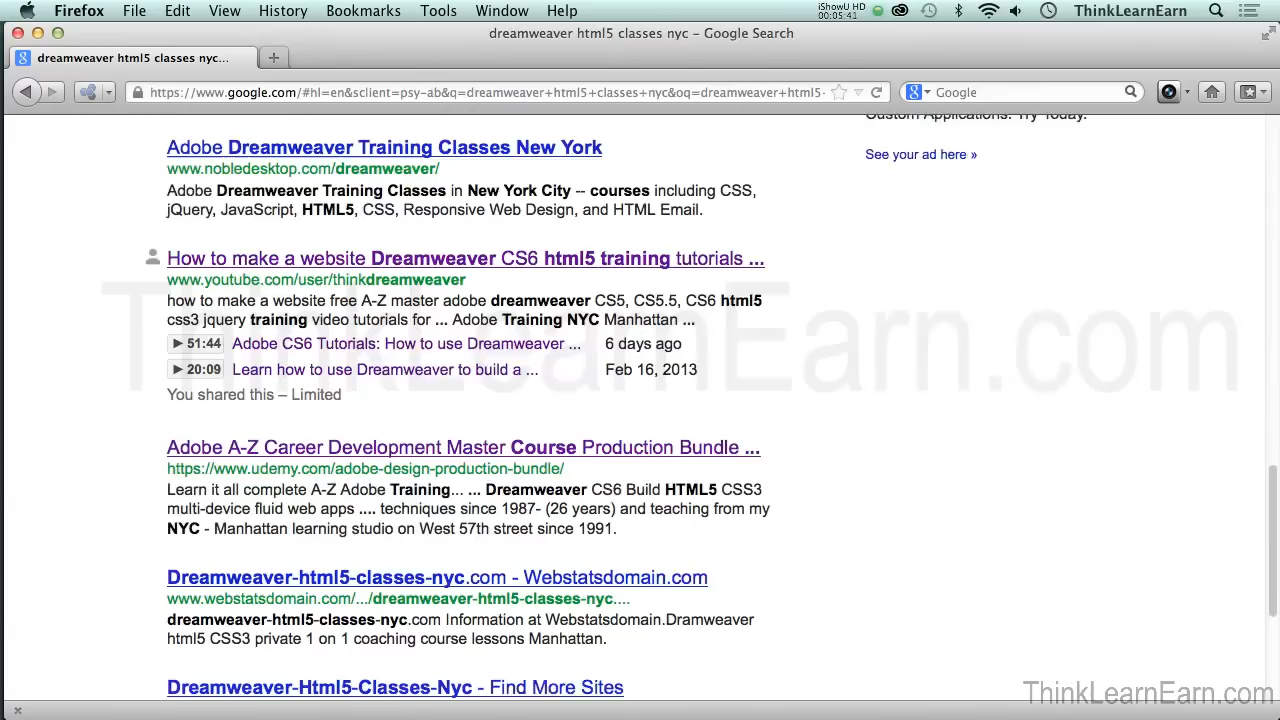 Firefox File Edit View History Bookmarks Tools Window Help iShowU HD 00:05:41 ThinkLearnEarn
dreamweaver html5 classes nyc – Google Search
dreamweaver html5 classes nyc...
https://www.google.com/#hl=en&sclient=psy-ab&q=dreamweaver+html5+classes+nyc&oq=dreamweaver+html5- Google
Custom Applications. Try Today.
See your ad here »
Adobe Dreamweaver Training Classes New York
www.nobledesktop.com/dreamweaver/
Adobe Dreamweaver Training Classes in New York City -- courses including CSS,
jQuery, JavaScript, HTML5, CSS, Responsive Web Design, and HTML Email.
How to make a website Dreamweaver CS6 html5 training tutorials ...
www.youtube.com/user/thinkdreamweaver
how to make a website free A-Z master adobe dreamweaver CS5, CS5.5, CS6 html5
css3 jquery training video tutorials for ... Adobe Training NYC Manhattan ...
51:44 Adobe CS6 Tutorials: How to use Dreamweaver ... 6 days ago
20:09 Learn how to use Dreamweaver to build a ... Feb 16, 2013
You shared this – Limited
ThinkLearnEarn.com
Adobe A-Z Career Development Master Course Production Bundle ...
https://www.udemy.com/adobe-design-production-bundle/
Learn it all complete A-Z Adobe Training... ... Dreamweaver CS6 Build HTML5 CSS3
multi-device fluid web apps .... techniques since 1987- (26 years) and teaching from my
NYC - Manhattan learning studio on West 57th street since 1991.
Dreamweaver-html5-classes-nyc.com - Webstatsdomain.com
www.webstatsdomain.com/.../dreamweaver-html5-classes-nyc....
dreamweaver-html5-classes-nyc.com Information at Webstatsdomain.Dramweaver
html5 CSS3 private 1 on 1 coaching course lessons Manhattan.
Dreamweaver-Html5-Classes-Nyc - Find More Sites
ThinkLearnEarn.com